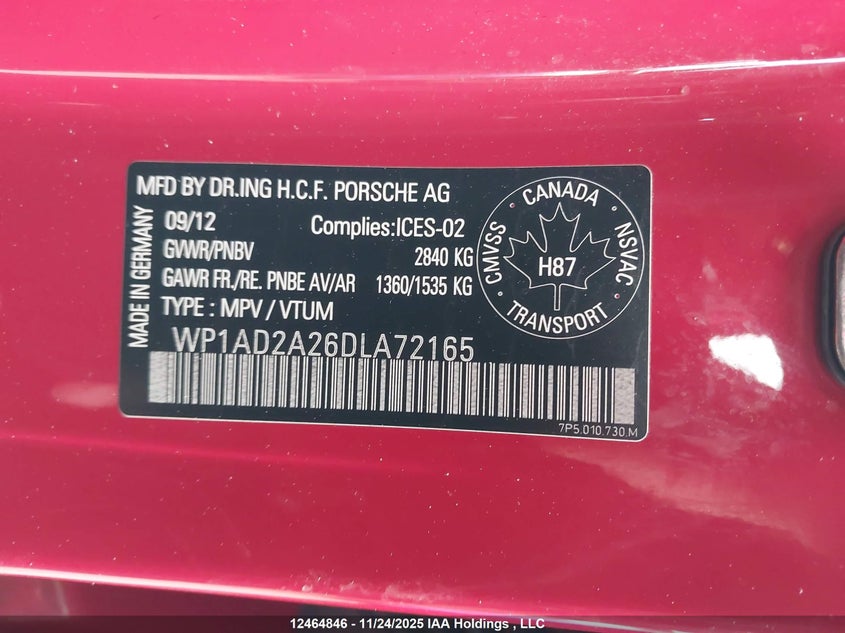 MFD BY DR.ING H.C.F. PORSCHE AG
09/12 Complies:ICES-02
GWWR/PNBV 2840 KG
GAWR FR./RE. PNBE AV/AR 1360/1535 KG
TYPE : MPV / VTUM
WP1AD2A26DLA72165
7P5.010.730.M
MADE IN GERMANY
CANADA
CMVSS
NSVAC
H87
TRANSPORT
12464846 - 11/24/2025 IAA Holdings , LLC